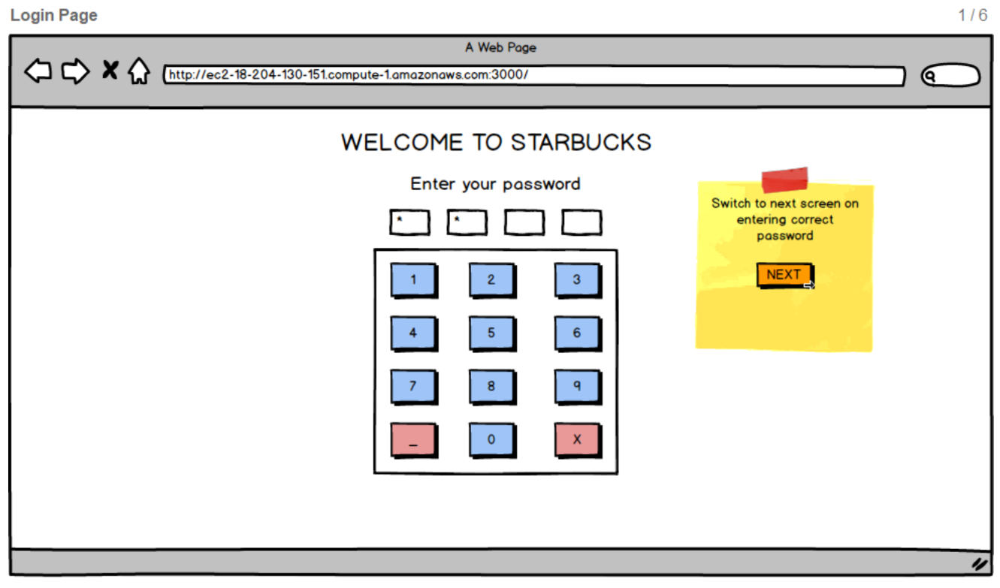 Login Page
1 / 6
A Web Page
http://ec2-18-204-130-151.compute-1.amazonaws.com:3000/
WELCOME TO STARBUCKS
Enter your password
* *
Switch to next screen on
entering correct
password
NEXT
1 2 3
4 5 6
7 8 9
_ 0 X